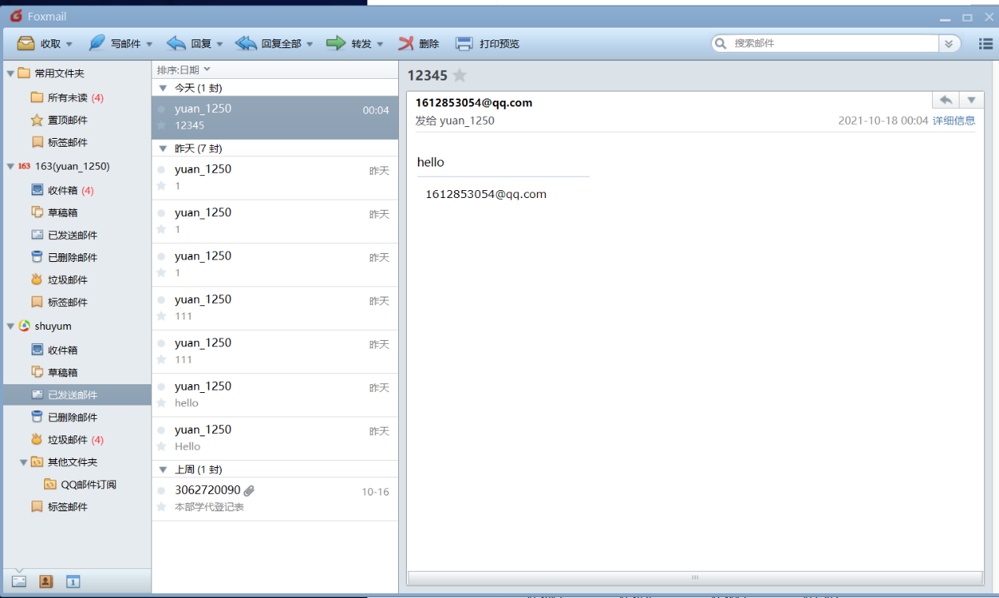 Foxmail
收取 写邮件 回复 回复全部 转发 删除 打印预览 搜索邮件
常用文件夹
所有未读 (4)
置顶邮件
标签邮件
163 163(yuan_1250)
收件箱 (4)
草稿箱
已发送邮件
已删除邮件
垃圾邮件
标签邮件
shuyum
收件箱
草稿箱
已发送邮件
已删除邮件
垃圾邮件 (4)
其他文件夹
QQ邮件订阅
标签邮件
1
排序:日期
今天 (1 封)
yuan_1250 00:04
12345
昨天 (7 封)
yuan_1250 昨天
1
yuan_1250 昨天
1
yuan_1250 昨天
1
yuan_1250 昨天
111
yuan_1250 昨天
111
yuan_1250 昨天
hello
yuan_1250 昨天
Hello
上周 (1 封)
3062720090 10-16
本部学代登记表
12345
1612853054@qq.com
发给 yuan_1250 2021-10-18 00:04 详细信息
hello
1612853054@qq.com